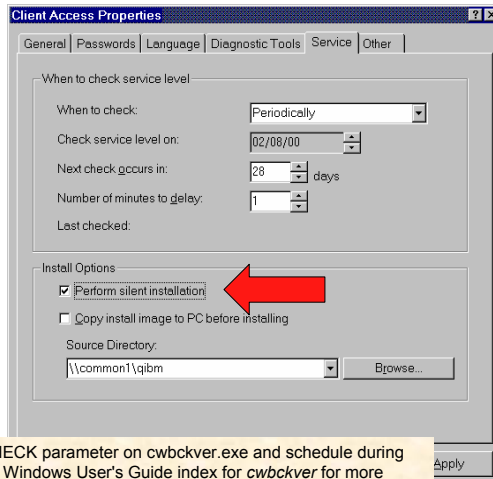 Client Access Properties
General Passwords Language Diagnostic Tools Service Other
When to check service level
When to check: Periodically
Check service level on: 02/08/00
Next check occurs in: 28 days
Number of minutes to delay: 1
Last checked:
Install Options
Perform silent installation
Copy install image to PC before installing
Source Directory:
\\common1\qibm Browse...
Apply
parameter on cwbckver.exe and schedule during
Windows User's Guide index for cwbckver for more